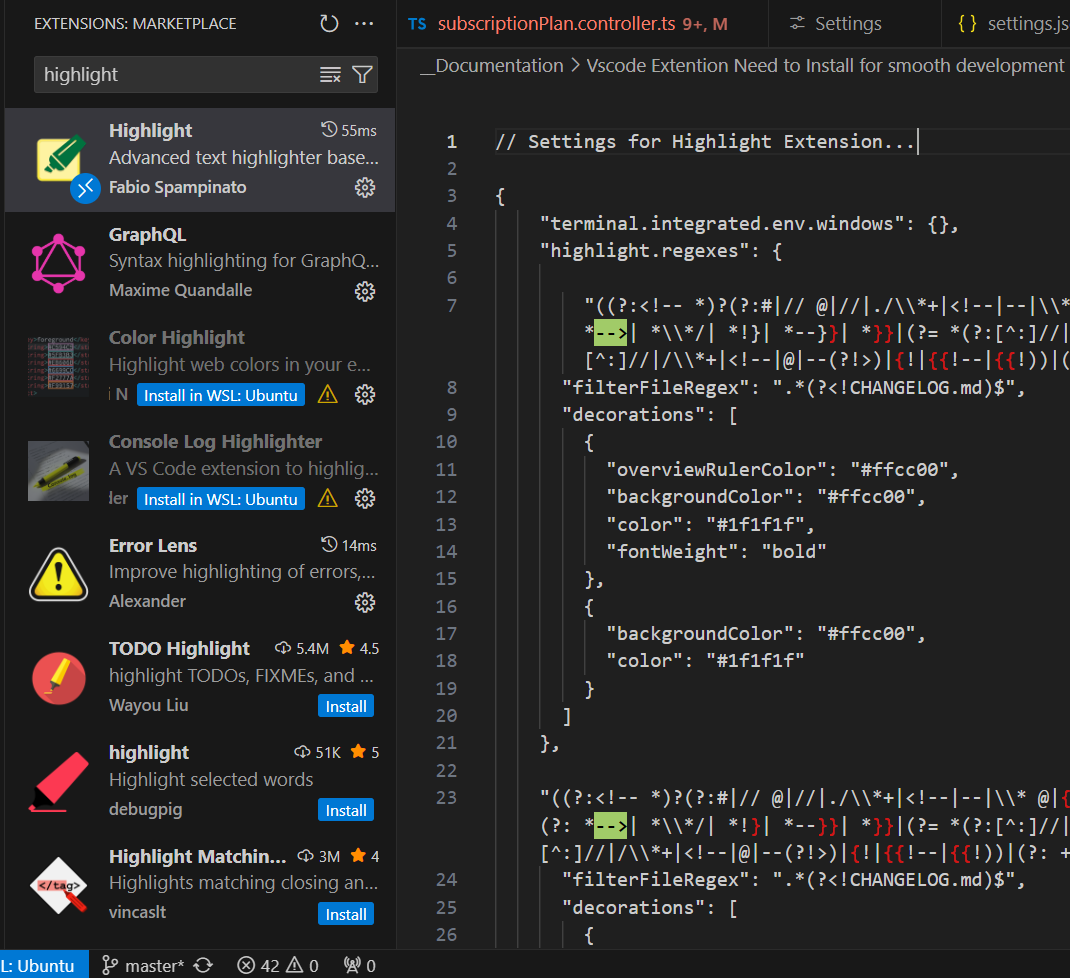 EXTENSIONS: MARKETPLACE
highlight
Highlight 55ms
Advanced text highlighter base...
Fabio Spampinato
GraphQL
Syntax highlighting for GraphQ...
Maxime Quandalle
Color Highlight
Highlight web colors in your e...
i N Install in WSL: Ubuntu
Console Log Highlighter
A VS Code extension to highlig...
der Install in WSL: Ubuntu
Error Lens 14ms
Improve highlighting of errors,...
Alexander
TODO Highlight 5.4M 4.5
highlight TODOs, FIXMEs, and ...
Wayou Liu Install
highlight 51K 5
Highlight selected words
debugpig Install
Highlight Matchin... 3M 4
</tag>
Highlights matching closing an...
vincaslt Install
L: Ubuntu master* 42 0 0
TS subscriptionPlan.controller.ts 9+, M Settings {} settings.js
__Documentation > Vscode Extention Need to Install for smooth development
1 // Settings for Highlight Extension...
2
3 {
4 "terminal.integrated.env.windows": {},
5 "highlight.regexes": {
6
7 "((?:<!-- *)?(?:#|// @|//|./\\*+|<!--|--|\\*
*-->| *\\*/| *!}| *--}}| *}}|(?= *(?:[^:]//|
[^:]//|/\\*+|<!--|@|--(?!>)|{!|{{!--|{{!))|(
8 "filterFileRegex": ".*(?<!CHANGELOG.md)$",
9 "decorations": [
10 {
11 "overviewRulerColor": "#ffcc00",
12 "backgroundColor": "#ffcc00",
13 "color": "#1f1f1f",
14 "fontWeight": "bold"
15 },
16 {
17 "backgroundColor": "#ffcc00",
18 "color": "#1f1f1f"
19 }
20 ]
21 },
22
23 "((?:<!-- *)?(?:#|// @|//|./\\*+|<!--|--|\\* @|{
(?: *-->| *\\*/| *!}| *--}}| *}}|(?= *(?:[^:]//|
[^:]//|/\\*+|<!--|@|--(?!>)|{!|{{!--|{{!))|(?: +
24 "filterFileRegex": ".*(?<!CHANGELOG.md)$",
25 "decorations": [
26 {